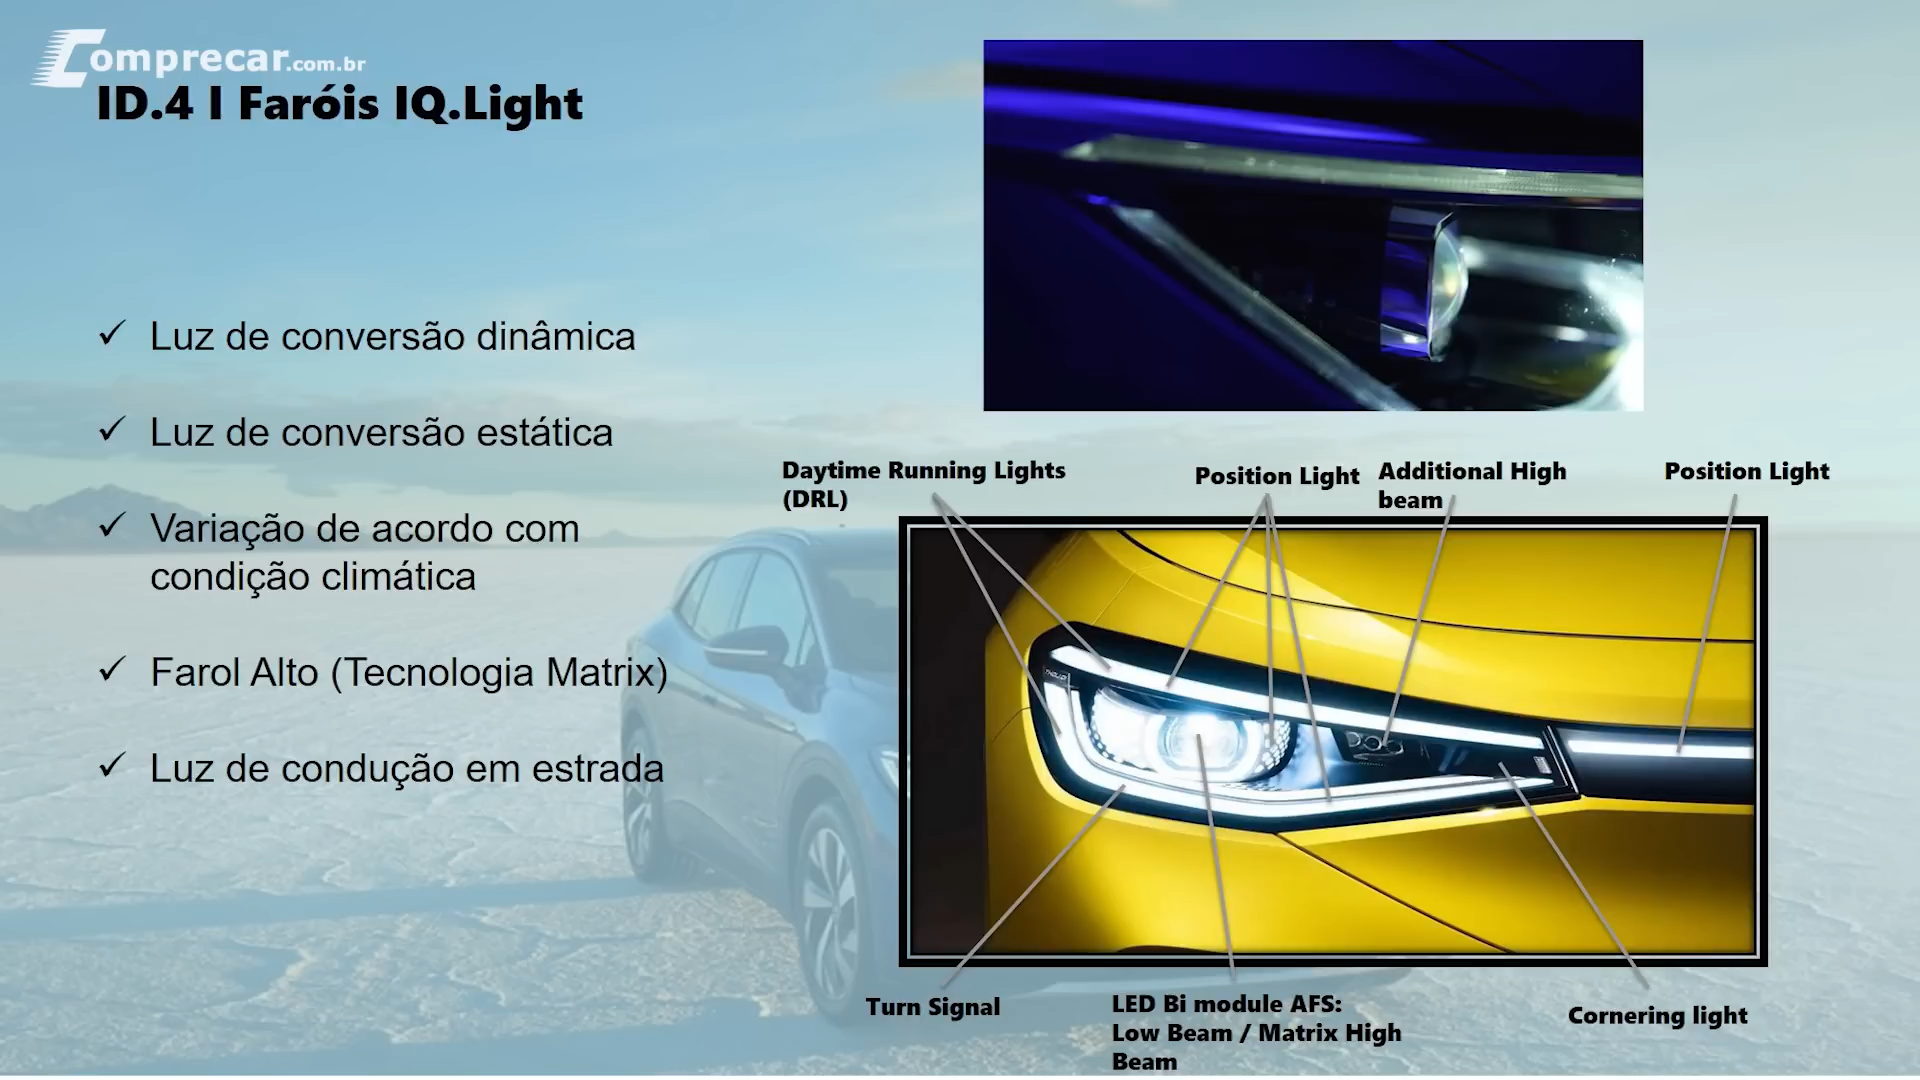 Comprecar.com.br
ID.4 I Faróis IQ.Light
Luz de conversão dinâmica
Luz de conversão estática
Variação de acordo com
condição climática
Farol Alto (Tecnologia Matrix)
Luz de condução em estrada
Daytime Running Lights
(DRL)
Position Light
Additional High
beam
Position Light
Turn Signal
LED Bi module AFS:
Low Beam / Matrix High
Beam
Cornering light